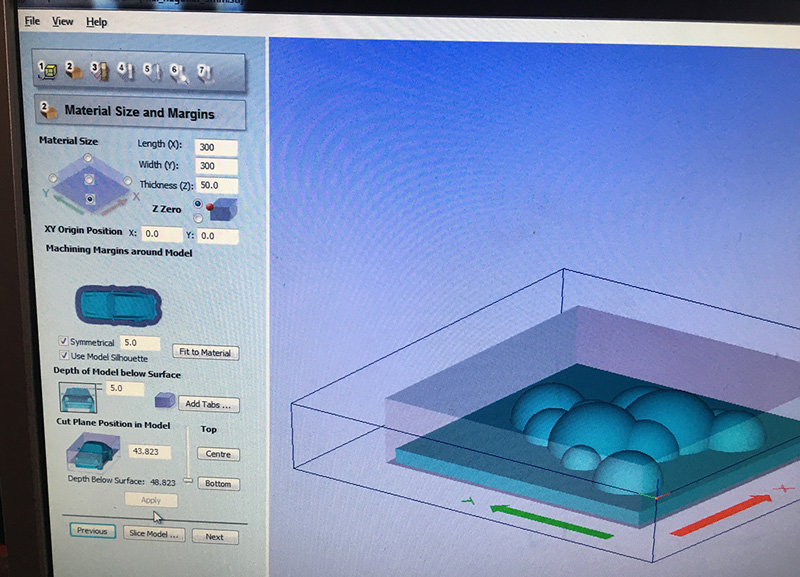 File View Help
1 2 3 4 5 6 7
2 Material Size and Margins
Material Size
Length (X): 300
Width (Y): 300
Thickness (Z): 50.0
Y X
Z Zero
XY Origin Position X: 0.0 Y: 0.0
Machining Margins around Model
Symmetrical 5.0
Use Model Silhouette
Fit to Material
Depth of Model below Surface
5.0
Add Tabs ...
Cut Plane Position in Model
Top
43.823
Centre
Depth Below Surface: 48.823
Bottom
Apply
Previous Slice Model ... Next
Y X